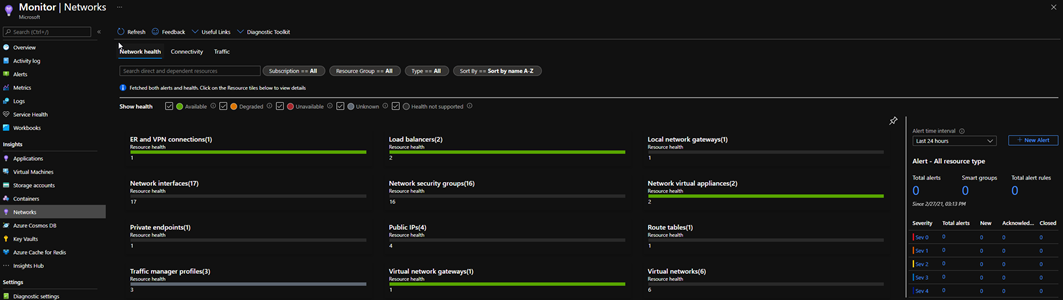 Monitor | Networks ...
Microsoft
Search (Ctrl+/) «
Overview
Activity log
Alerts
Metrics
Logs
Service Health
Workbooks
Insights
Applications
Virtual Machines
Storage accounts
Containers
Networks
Azure Cosmos DB
Key Vaults
Azure Cache for Redis
Insights Hub
Settings
Diagnostic settings
Refresh Feedback Useful Links Diagnostic Toolkit
Network health Connectivity Traffic
Search direct and dependent resources Subscription == All Resource Group == All Type == All Sort By == Sort by name A-Z
Fetched both alerts and health. Click on the Resource tiles below to view details
Show health Available Degraded Unavailable Unknown Health not supported
ER and VPN connections(1) Load balancers(2) Local network gateways(1)
Resource health Resource health Resource health
1 2 1
Network interfaces(17) Network security groups(16) Network virtual appliances(2)
Resource health Resource health Resource health
17 16 2
Private endpoints(1) Public IPs(4) Route tables(1)
Resource health Resource health Resource health
1 4 1
Traffic manager profiles(3) Virtual network gateways(1) Virtual networks(6)
Resource health Resource health Resource health
3 1 6
Alert time interval
Last 24 hours + New Alert
Alert - All resource type
Total alerts Smart groups Total alert rules
0 0 0
Since 2/27/21, 03:13 PM
Severity Total alerts New Acknowled... Closed
Sev 0 0 0 0 0
Sev 1 0 0 0 0
Sev 2 0 0 0 0
Sev 3 0 0 0 0
Sev 4 0 0 0 0